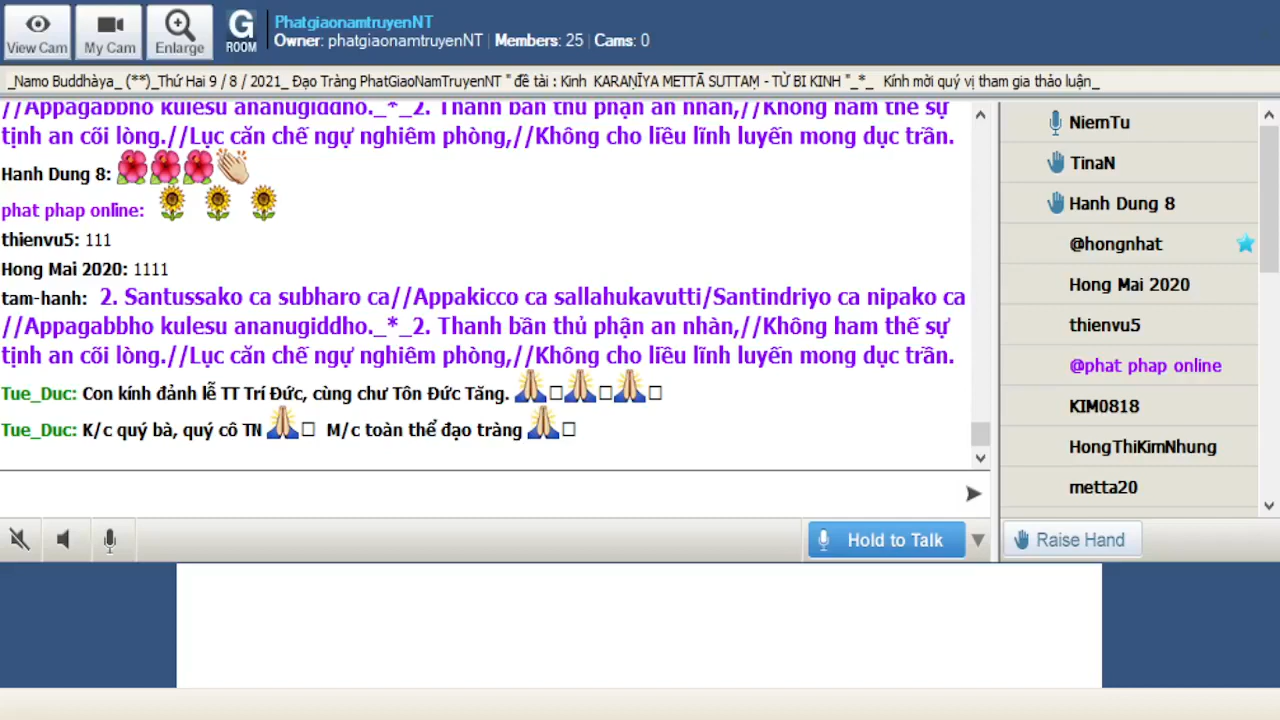 View Cam
My Cam
Enlarge
G
ROOM
PhatgiaonamtruyenNT
Owner: phatgiaonamtruyenNT | Members: 25 | Cams: 0
_Namo Buddhàya_ (**)_Thứ Hai 9 / 8 / 2021_ Đạo Tràng PhatGiaoNamTruyenNT " đề tài : Kinh KARAṆĪYA METTĀ SUTTAṂ - TỪ BI KINH "_*_ Kính mời quý vị tham gia thảo luận_
//Appagabbho kulesu ananugiddho._*_2. Thanh bần thủ phận an nhàn,//Không ham thế sự
tịnh an cõi lòng.//Lục căn chế ngự nghiêm phòng,//Không cho liều lĩnh luyến mong dục trần.
Hanh Dung 8: 🌺🌺🌺👏
phat phap online: 🌻 🌻 🌻
thienvu5: 111
Hong Mai 2020: 1111
tam-hanh: 2. Santussako ca subharo ca//Appakicco ca sallahukavutti/Santindriyo ca nipako ca
//Appagabbho kulesu ananugiddho._*_2. Thanh bần thủ phận an nhàn,//Không ham thế sự
tịnh an cõi lòng.//Lục căn chế ngự nghiêm phòng,//Không cho liều lĩnh luyến mong dục trần.
Tue_Duc: Con kính đảnh lễ TT Trí Đức, cùng chư Tôn Đức Tăng. 🙏□🙏□🙏□
Tue_Duc: K/c quý bà, quý cô TN 🙏□ M/c toàn thể đạo tràng 🙏□
Hold to Talk
NiemTu
TinaN
Hanh Dung 8
@hongnhat
Hong Mai 2020
thienvu5
@phat phap online
KIM0818
HongThiKimNhung
metta20
Raise Hand